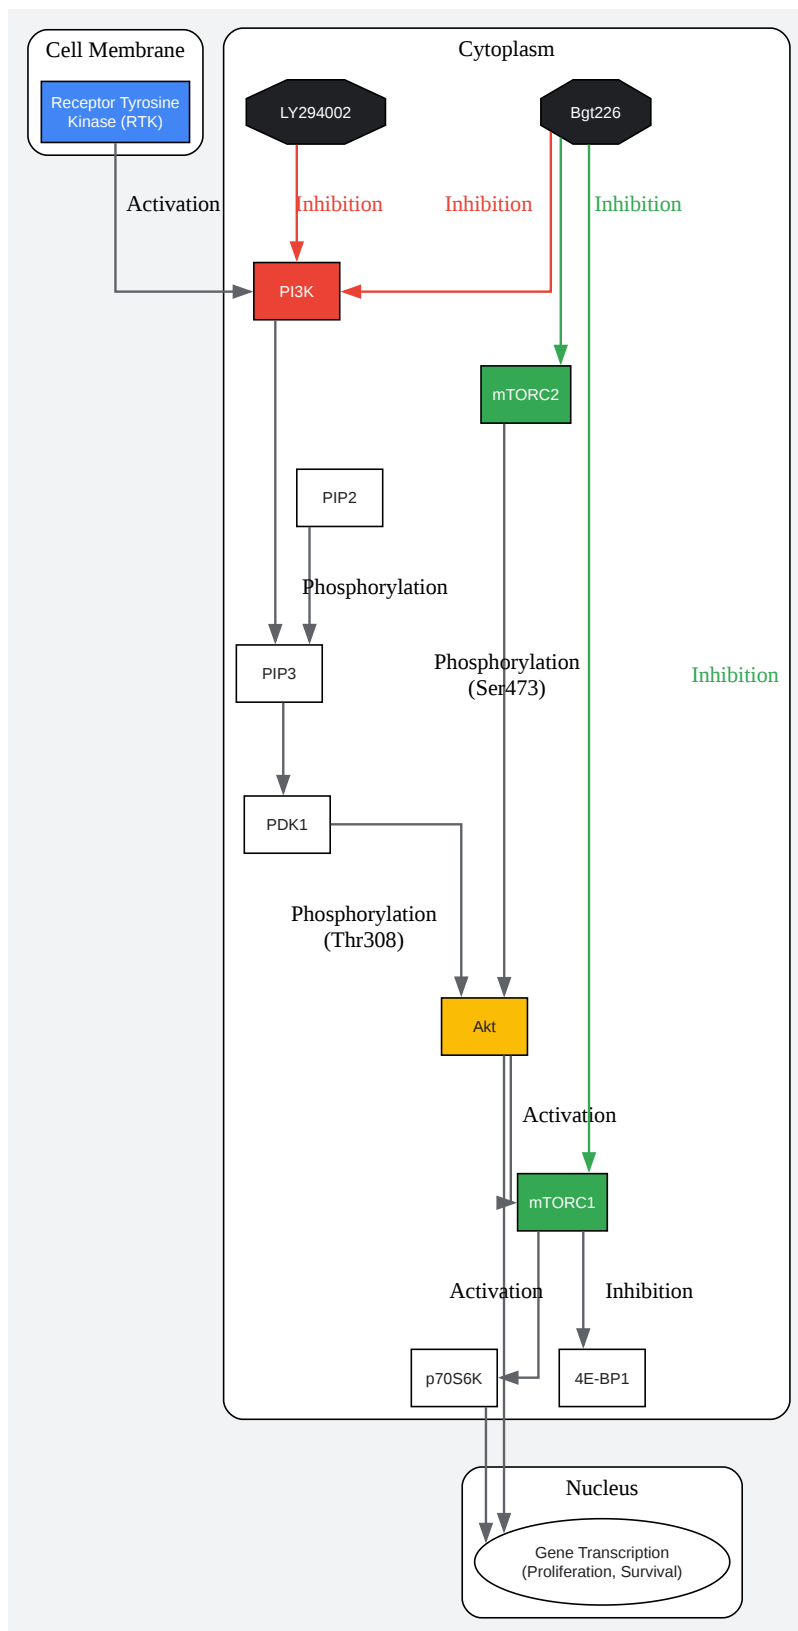 Cell Membrane
Cytoplasm
Receptor Tyrosine
Kinase (RTK)
LY294002
Bgt226
Activation
Inhibition
Inhibition
Inhibition
PI3K
mTORC2
PIP2
Phosphorylation
Phosphorylation
(Ser473)
Inhibition
PIP3
PDK1
Phosphorylation
(Thr308)
Akt
Activation
mTORC1
Activation
Inhibition
p70S6K
4E-BP1
Nucleus
Gene Transcription
(Proliferation, Survival)